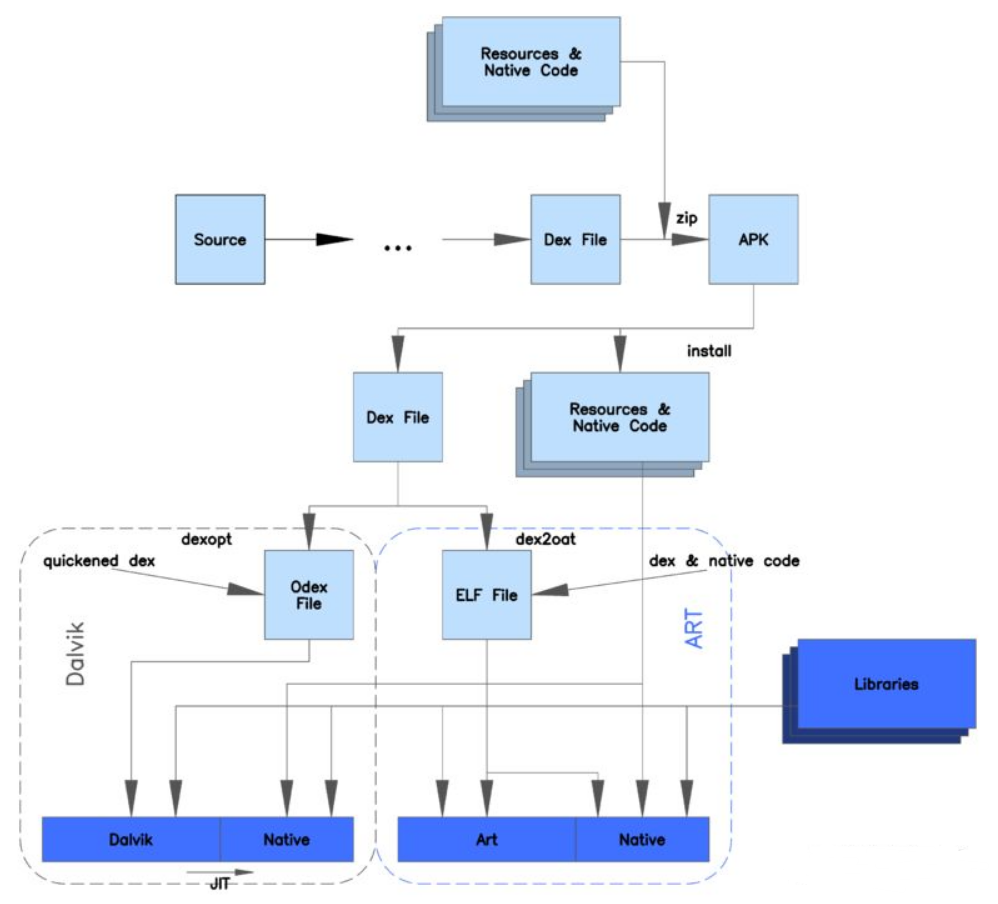 Resources &
Native Code
zip
Source
...
Dex File
APK
install
Dex File
Resources &
Native Code
dexopt
dex2oat
quickened dex
dex & native code
Odex
File
ELF File
Dalvik
ART
Libraries
Dalvik
Native
Art
Native
JIT